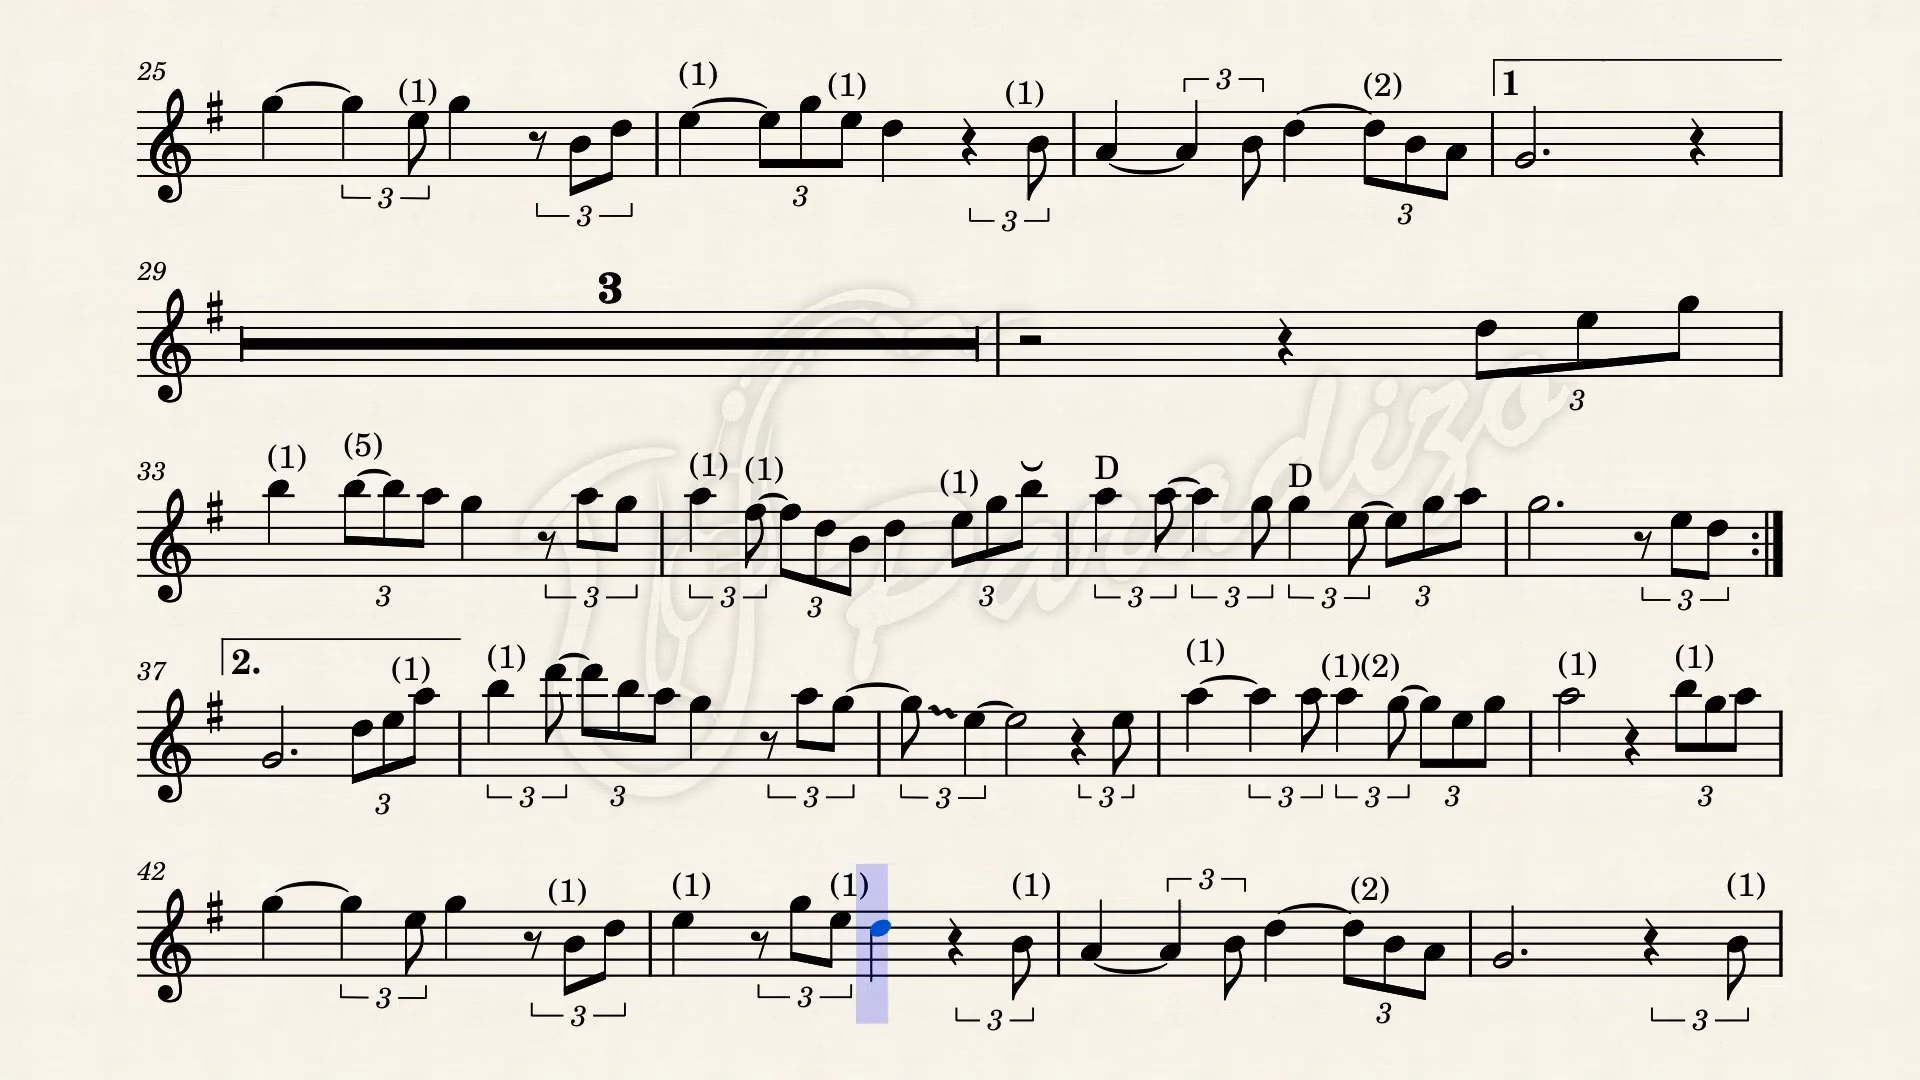 25 (1) (1) (1) (1) 3 (2) 1
3 3 3 3 3
29 3
3
Paradizo
33 (1) (5) (1) (1) (1) D D
3 3 3 3 3 3 3 3 3 3
37 2. (1) (1) (1) (1)(2) (1) (1)
3 3 3 3 3 3 3 3 3 3
42 (1) (1) (1) (1) 3 (2) (1)
3 3 3 3 3 3